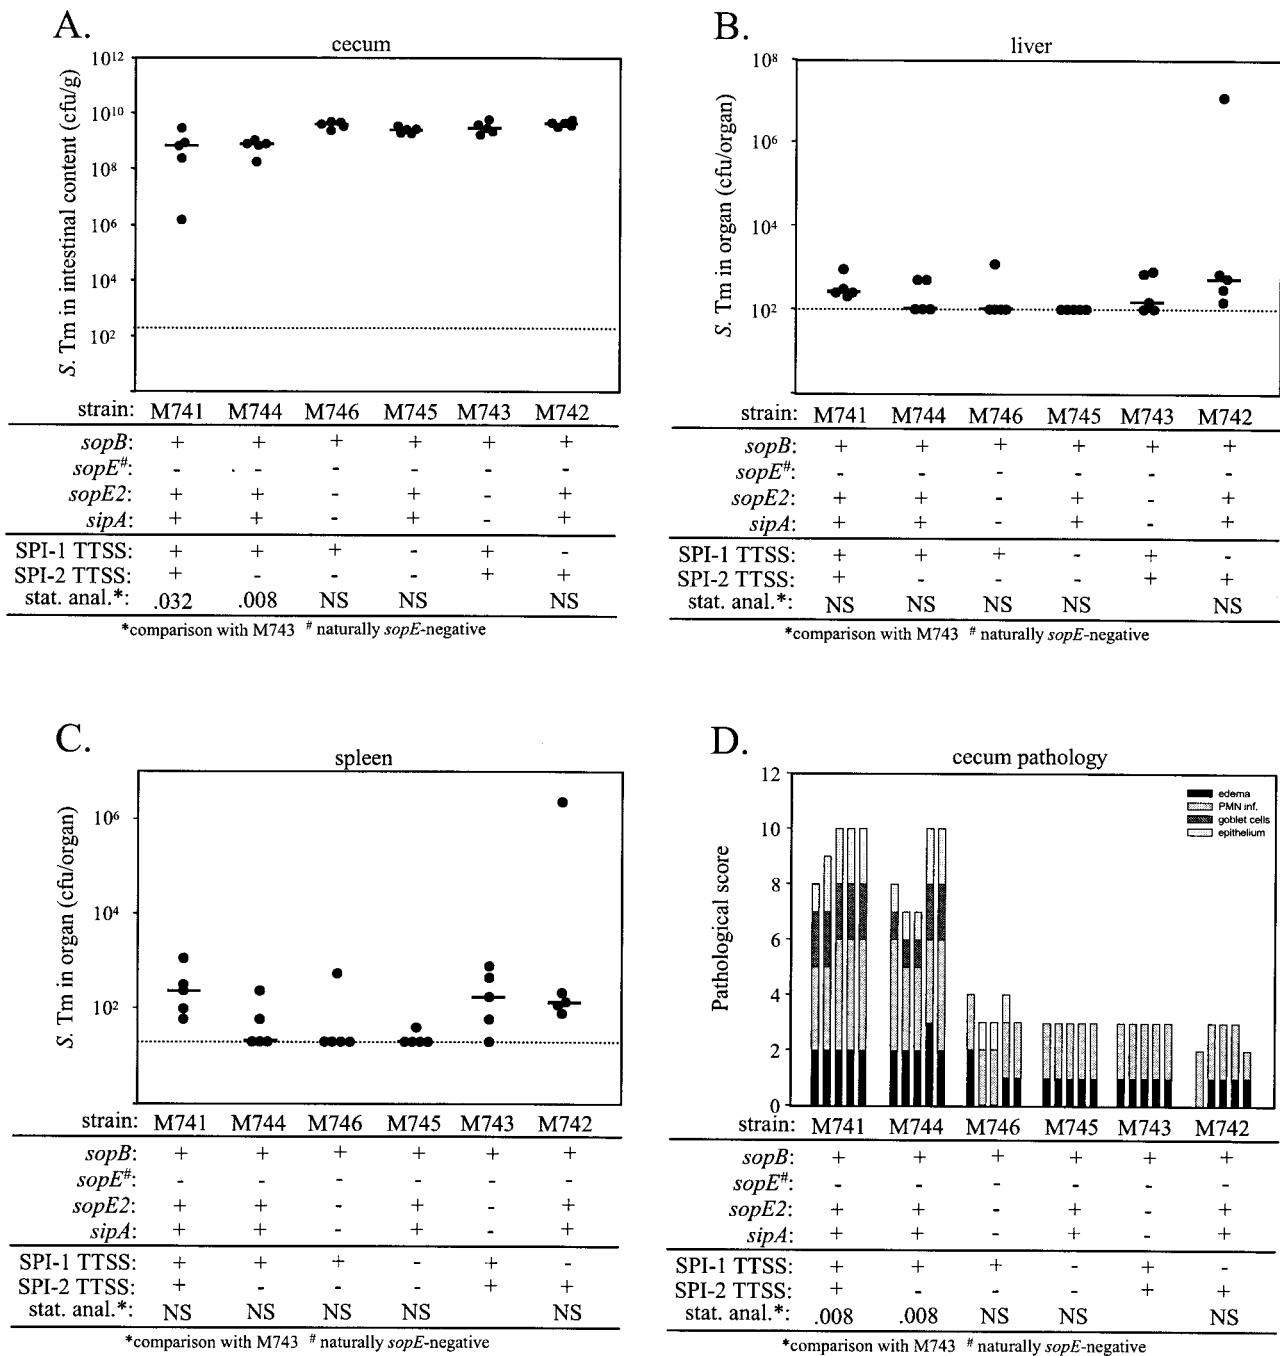 A.
cecum
S. Tm in intestinal content (cfu/g)
10¹²
10¹⁰
10⁸
10⁶
10⁴
10²
strain: M741 M744 M746 M745 M743 M742
sopB: + + + + + +
sopE#: - - - - - -
sopE2: + + - + - +
sipA: + + - + - +
SPI-1 TTSS: + + + - + -
SPI-2 TTSS: + - - - + +
stat. anal.*: .032 .008 NS NS NS
*comparison with M743 # naturally sopE-negative
B.
liver
S. Tm in organ (cfu/organ)
10⁸
10⁶
10⁴
10²
strain: M741 M744 M746 M745 M743 M742
sopB: + + + + + +
sopE#: - - - - - -
sopE2: + + - + - +
sipA: + + - + - +
SPI-1 TTSS: + + + - + -
SPI-2 TTSS: + - - - + +
stat. anal.*: NS NS NS NS NS
*comparison with M743 # naturally sopE-negative
C.
spleen
S. Tm in organ (cfu/organ)
10⁶
10⁴
10²
strain: M741 M744 M746 M745 M743 M742
sopB: + + + + + +
sopE#: - - - - - -
sopE2: + + - + - +
sipA: + + - + - +
SPI-1 TTSS: + + + - + -
SPI-2 TTSS: + - - - + +
stat. anal.*: NS NS NS NS NS
*comparison with M743 # naturally sopE-negative
D.
cecum pathology
Pathological score
12
10
8
6
4
2
0
edema
PMN inf.
goblet cells
epithelium
strain: M741 M744 M746 M745 M743 M742
sopB: + + + + + +
sopE#: - - - - - -
sopE2: + + - + - +
sipA: + + - + - +
SPI-1 TTSS: + + + - + -
SPI-2 TTSS: + - - - + +
stat. anal.*: .008 .008 NS NS NS
*comparison with M743 # naturally sopE-negative